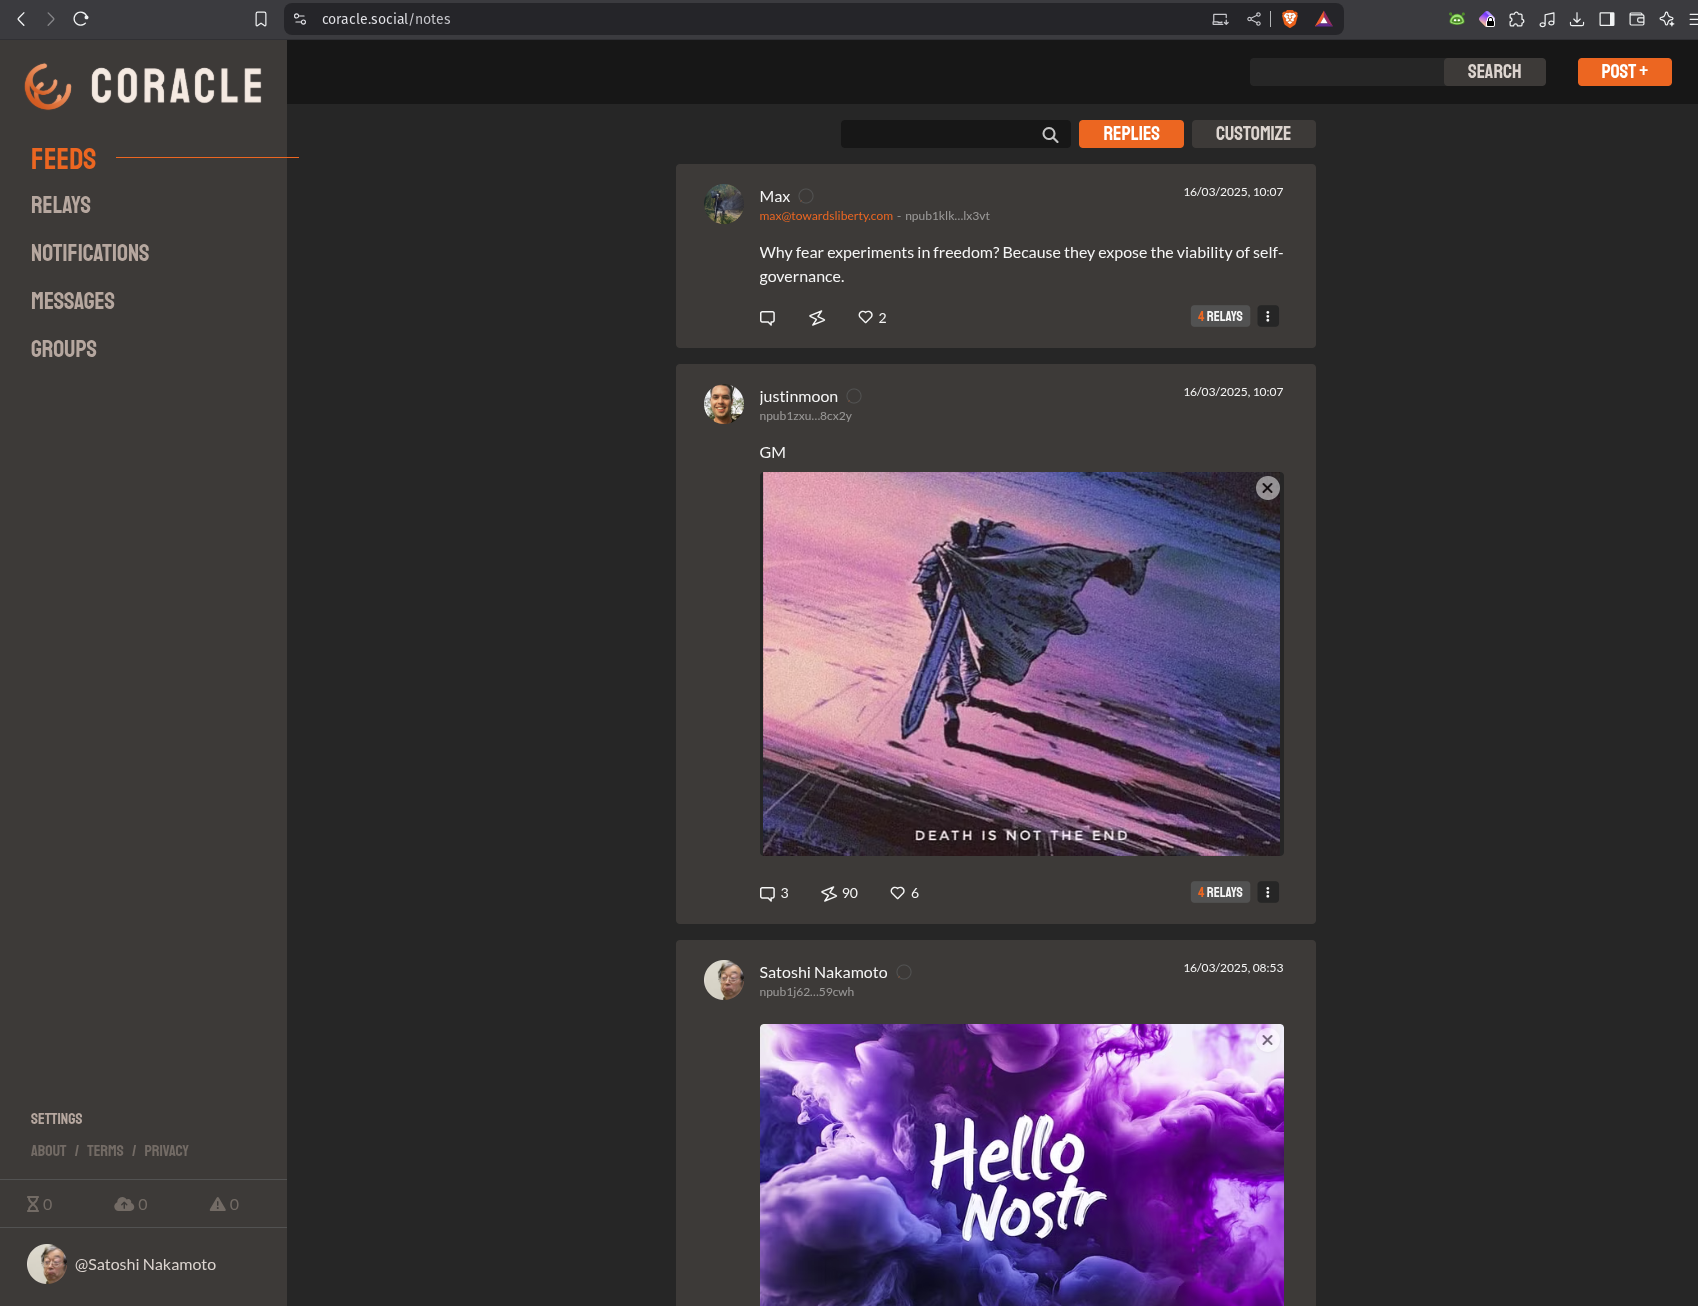 coracle.social/notes
CORACLE
SEARCH
POST +
FEEDS
RELAYS
NOTIFICATIONS
MESSAGES
GROUPS
REPLIES
CUSTOMIZE
Max
16/03/2025, 10:07
max@towardsliberty.com - npub1klk...lx3vt
Why fear experiments in freedom? Because they expose the viability of self-
governance.
2
4 RELAYS
justinmoon
16/03/2025, 10:07
npub1zxu...8cx2y
GM
DEATH IS NOT THE END
3
90
6
4 RELAYS
Satoshi Nakamoto
16/03/2025, 08:53
npub1j62...59cwh
Hello
Nostr
SETTINGS
ABOUT / TERMS / PRIVACY
0
0
0
@Satoshi Nakamoto